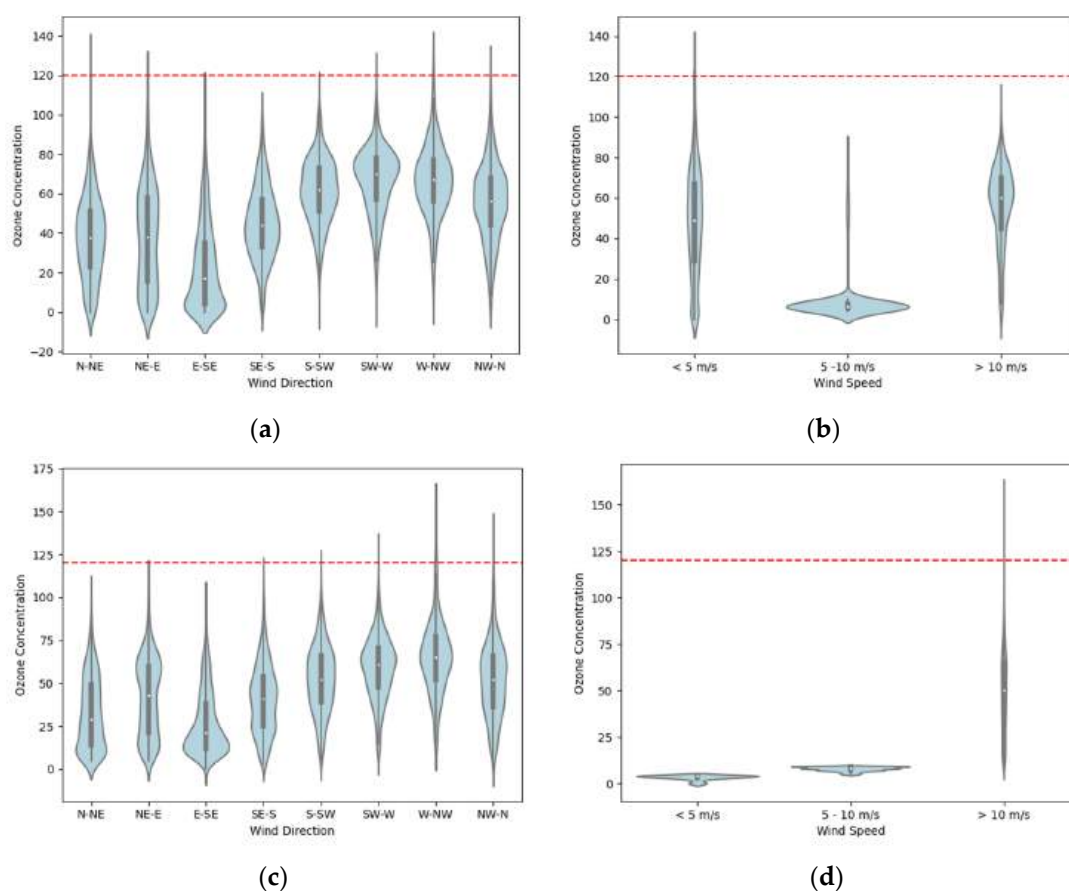 140
120
100
80
60
40
20
0
−20
Ozone Concentration
N-NE NE-E E-SE SE-S S-SW SW-W W-NW NW-N
Wind Direction
(a)
140
120
100
80
60
40
20
0
Ozone Concentration
< 5 m/s 5 -10 m/s > 10 m/s
Wind Speed
(b)
175
150
125
100
75
50
25
0
Ozone Concentration
N-NE NE-E E-SE SE-S S-SW SW-W W-NW NW-N
Wind Direction
(c)
150
125
100
75
50
25
0
Ozone Concentration
< 5 m/s 5 - 10 m/s > 10 m/s
Wind Speed
(d)